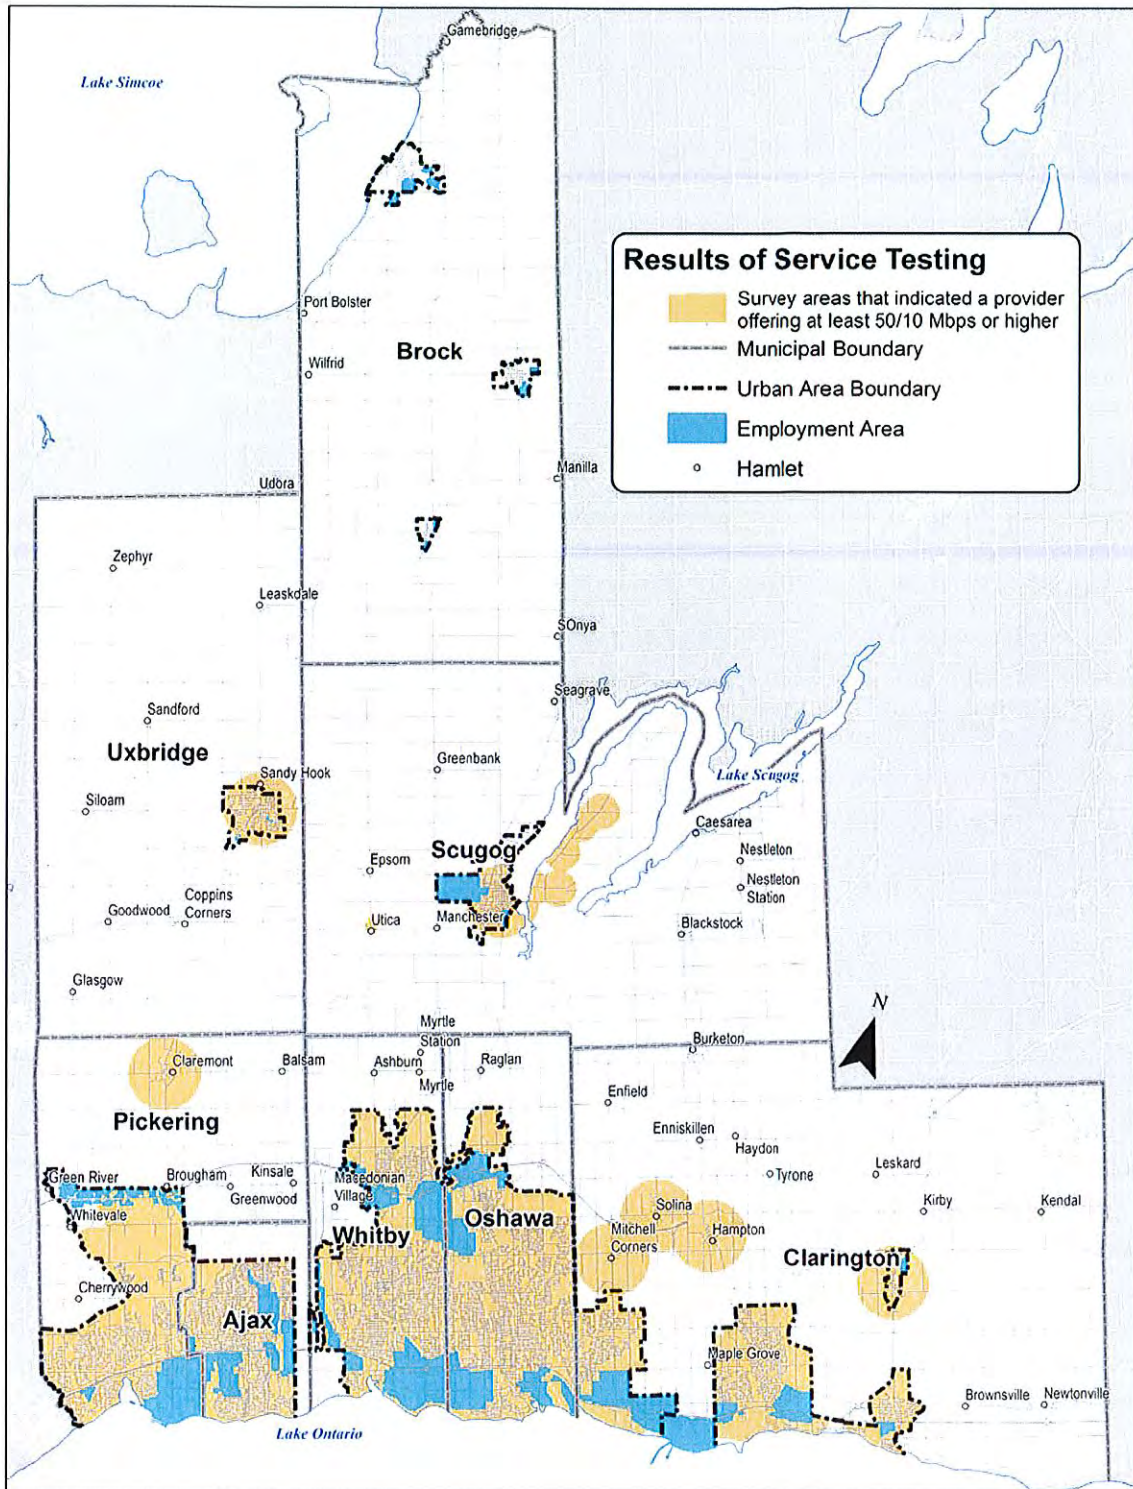 Gamebridge
Lake Simcoe
Results of Service Testing
Survey areas that indicated a provider
offering at least 50/10 Mbps or higher
Municipal Boundary
Urban Area Boundary
Employment Area
Hamlet
Port Bolster
Brock
Wilfrid
Manilla
Udora
Zephyr
Leaskdale
SOnya
Seagrave
Sandford
Uxbridge
Greenbank
Sandy Hook
Lake Scugog
Siloam
Caesarea
Scugog
Epsom
Nestleton
Nestleton
Station
Coppins
Corners
Goodwood
Utica
Manchester
Blackstock
Glasgow
N
Myrtle
Station
Burketon
Claremont
Balsam
Ashburn
Myrtle
Raglan
Enfield
Pickering
Enniskillen
Haydon
Green River
Brougham
Kinsale
Greenwood
Macedonian
Village
Tyrone
Leskard
Whitevale
Whitby
Oshawa
Solina
Mitchell
Corners
Hampton
Kirby
Kendal
Clarington
Cherrywood
Ajax
Maple Grove
Brownsville
Newtonville
Lake Ontario